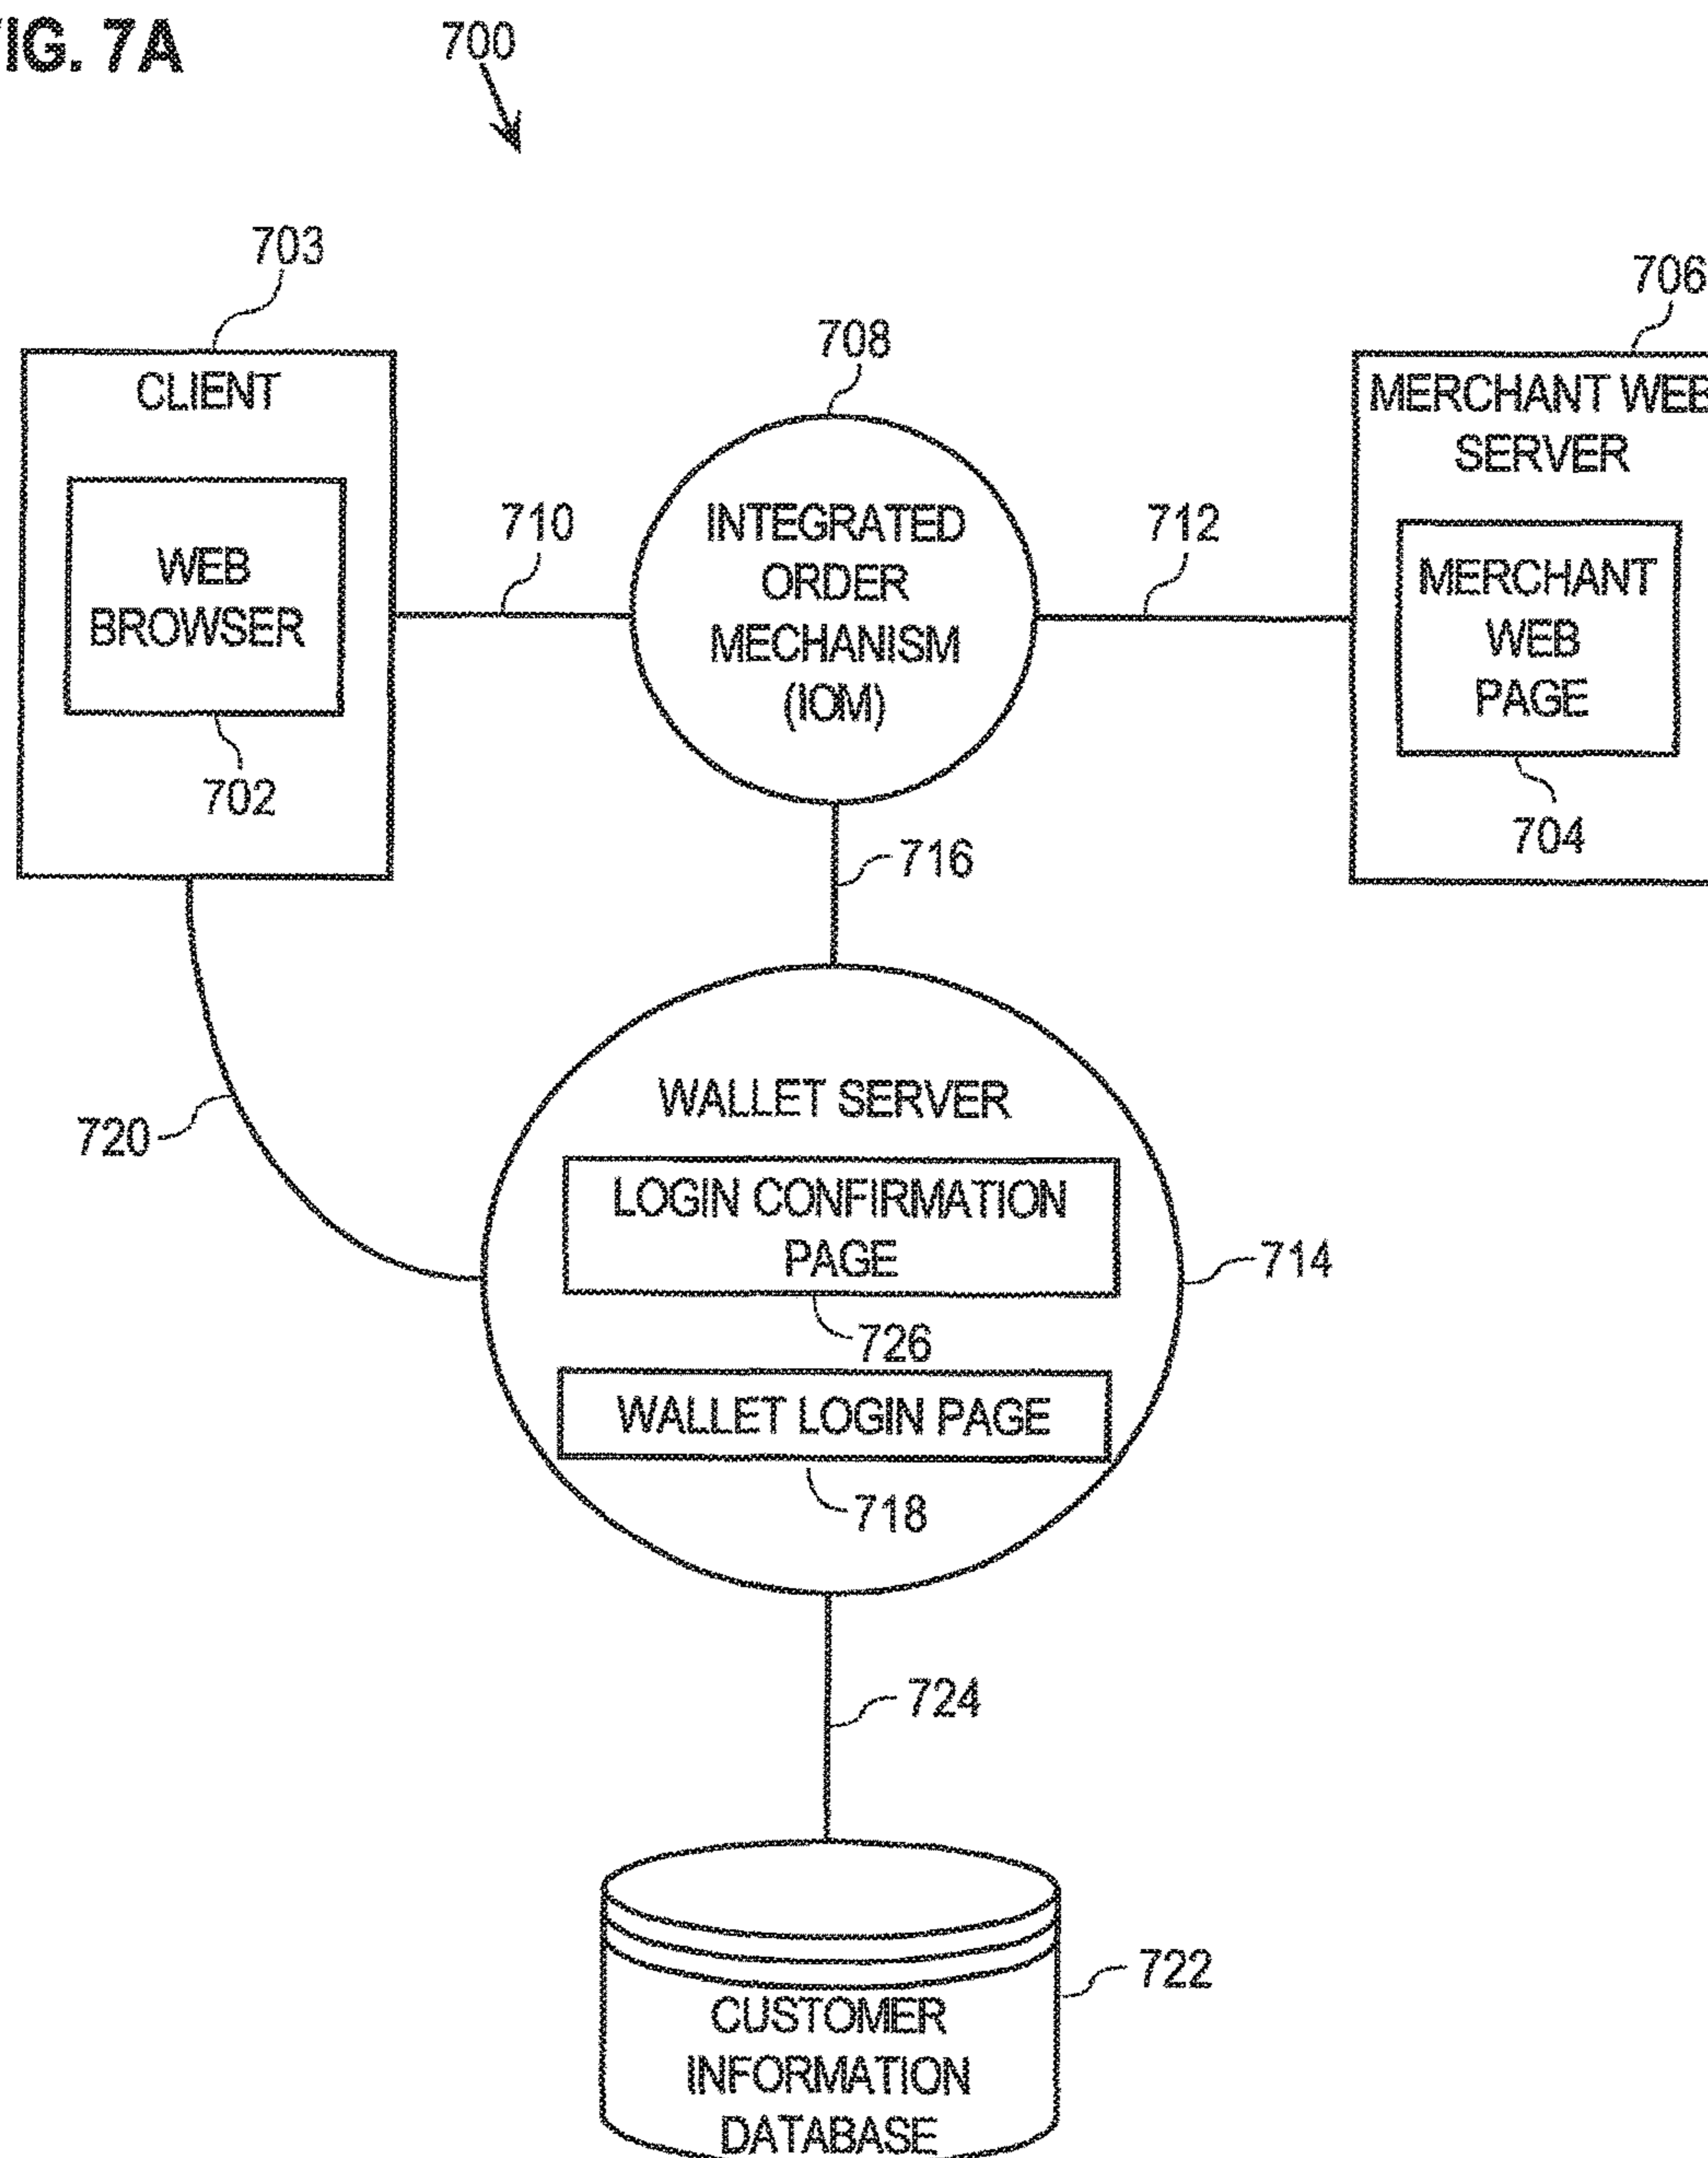 IG. 7A
700
703
706
708
CLIENT
MERCHANT WEB
SERVER
710
INTEGRATED
ORDER
MECHANISM
(IOM)
712
WEB
BROWSER
MERCHANT
WEB
PAGE
702
704
716
720
WALLET SERVER
LOGIN CONFIRMATION
PAGE
714
726
WALLET LOGIN PAGE
718
724
722
CUSTOMER
INFORMATION
DATABASE